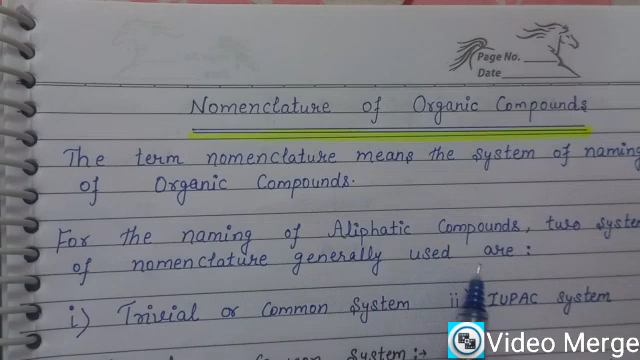 Page No.
Date
Nomenclature of Organic Compounds
The term nomenclature means the system of naming
of Organic Compounds.
For the naming of Aliphatic Compounds, two system
of nomenclature generally used are:
i) Trivial or Common System ii IUPAC system
Common System :-
Video Merge